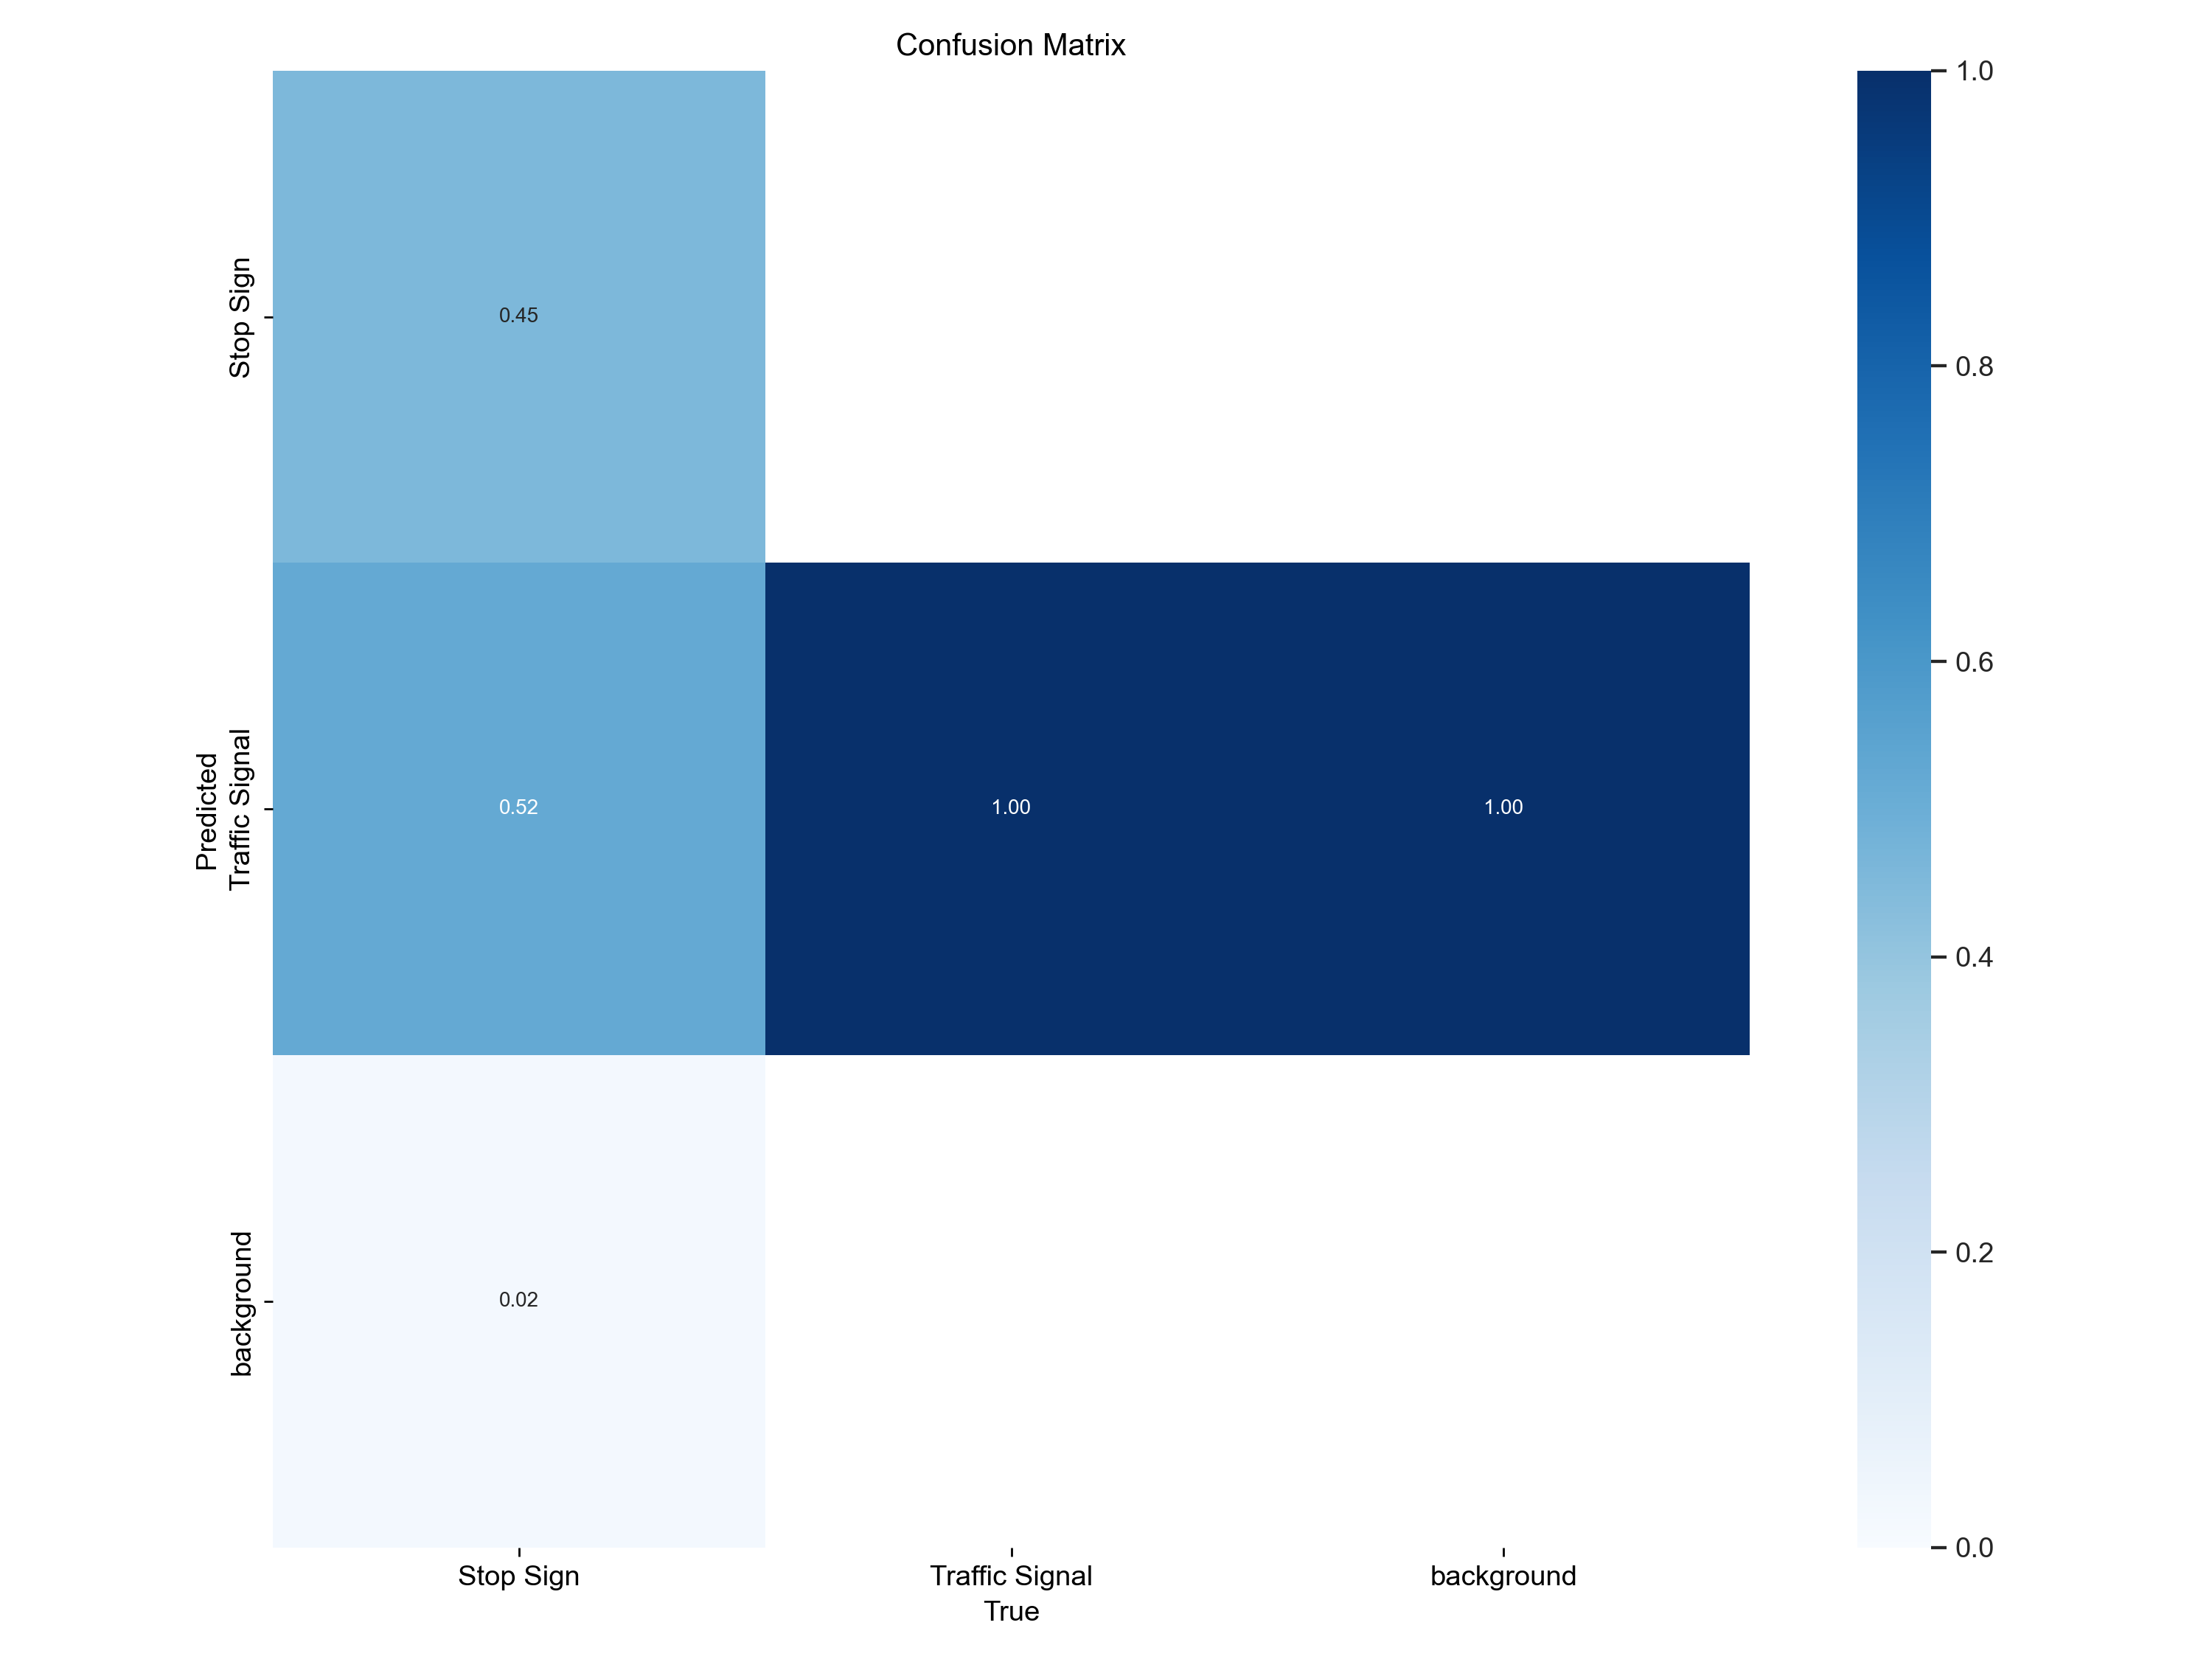 Confusion Matrix
Stop Sign
Traffic Signal
background
Predicted
0.45
0.52
1.00
1.00
0.02
Stop Sign
Traffic Signal
background
True
1.0
0.8
0.6
0.4
0.2
0.0